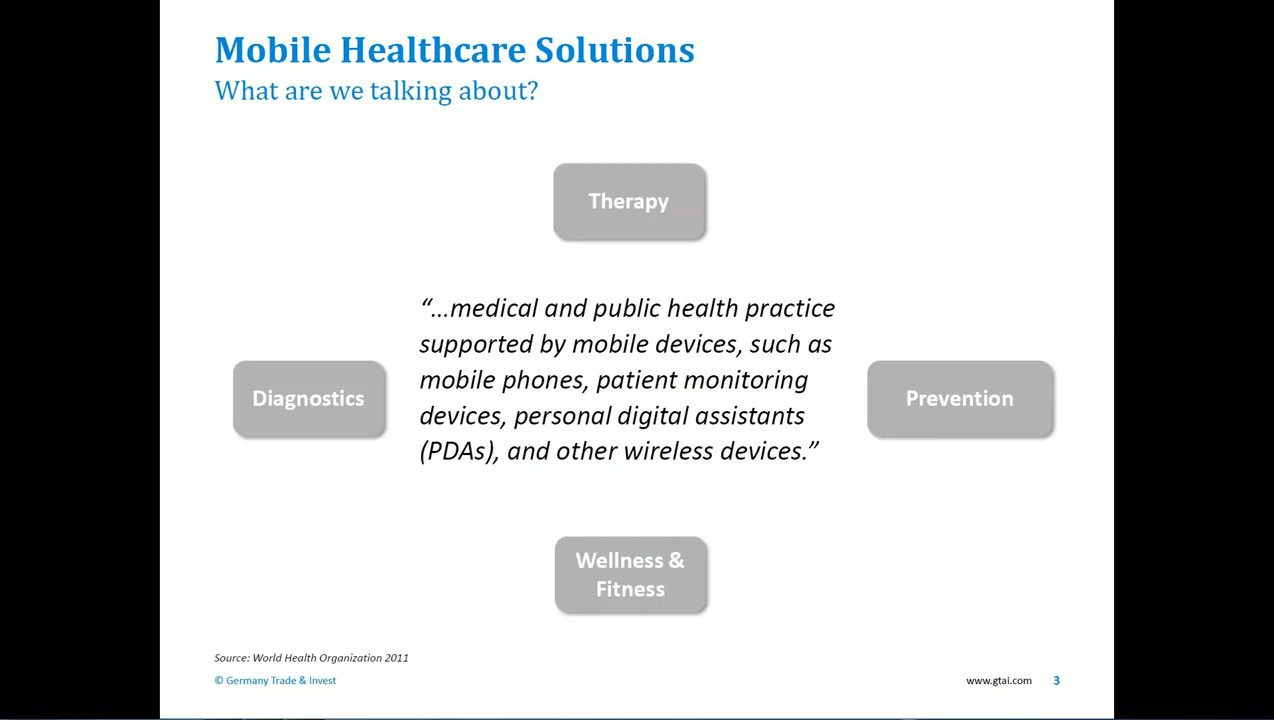 Mobile Healthcare Solutions
What are we talking about?
Therapy
“…medical and public health practice
supported by mobile devices, such as
mobile phones, patient monitoring
devices, personal digital assistants
(PDAs), and other wireless devices.”
Diagnostics
Prevention
Wellness &
Fitness
Source: World Health Organization 2011
© Germany Trade & Invest
www.gtai.com
3